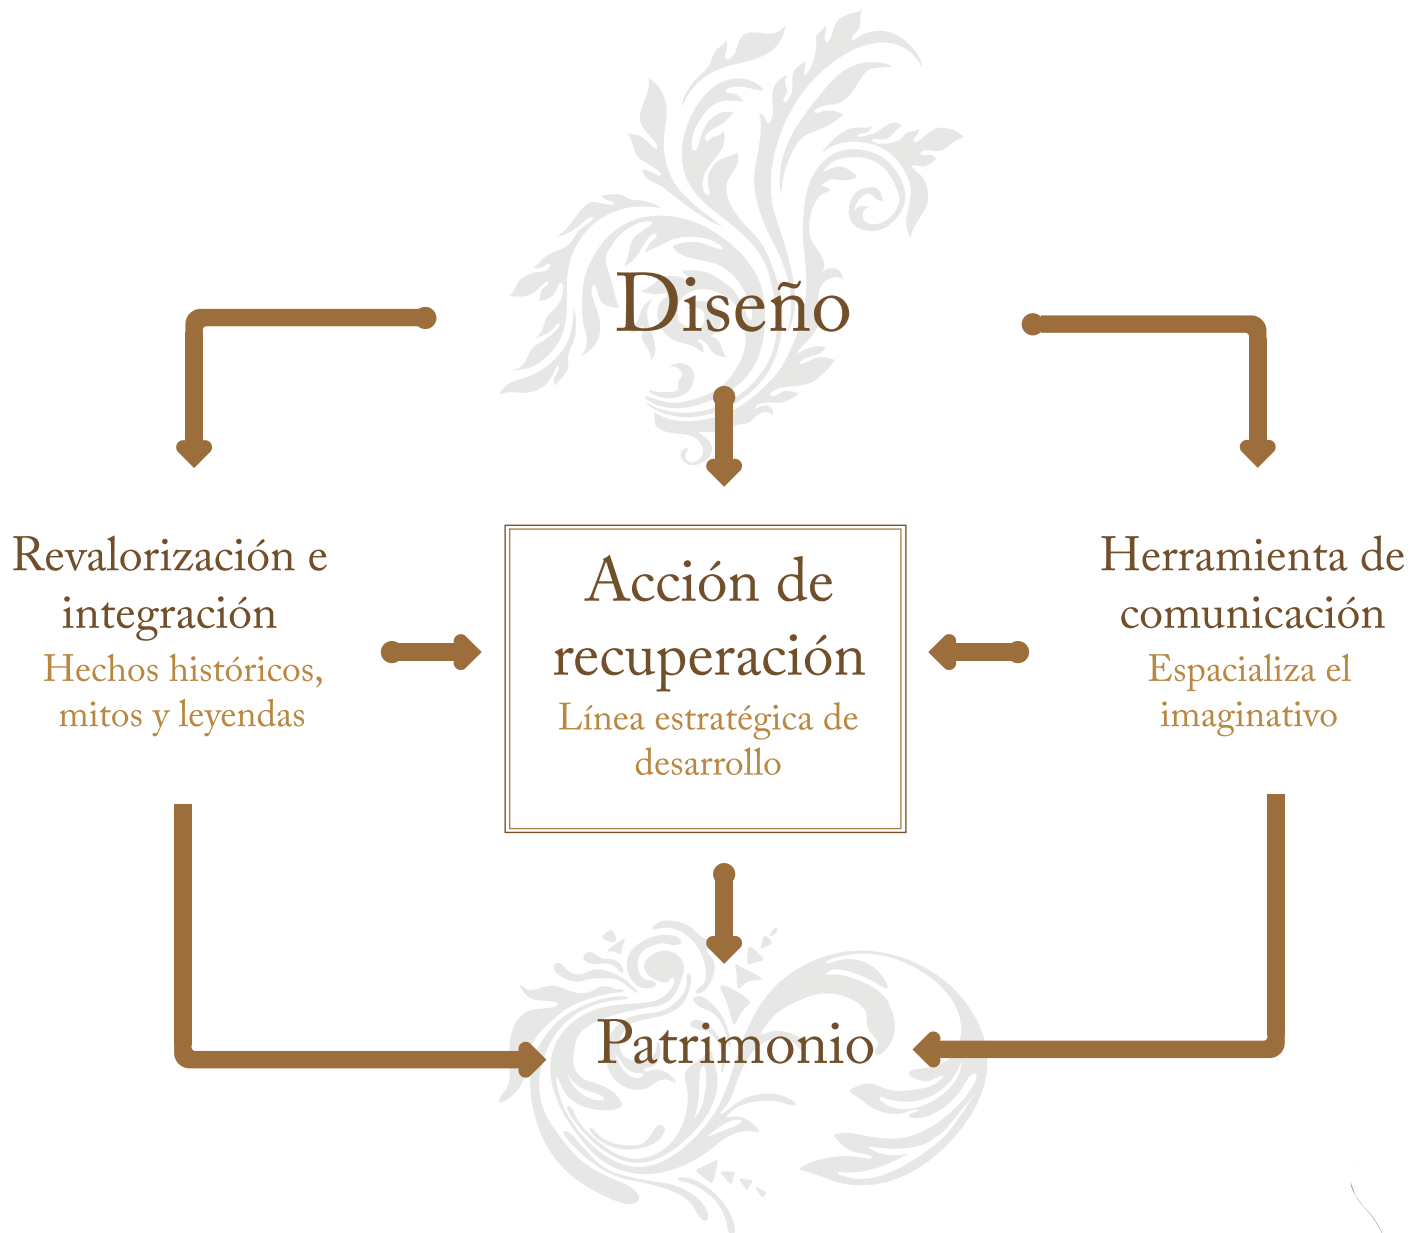 Diseño
Revalorización e
integración
Hechos históricos,
mitos y leyendas
Acción de
recuperación
Línea estratégica de
desarrollo
Herramienta de
comunicación
Espacializa el
imaginativo
Patrimonio